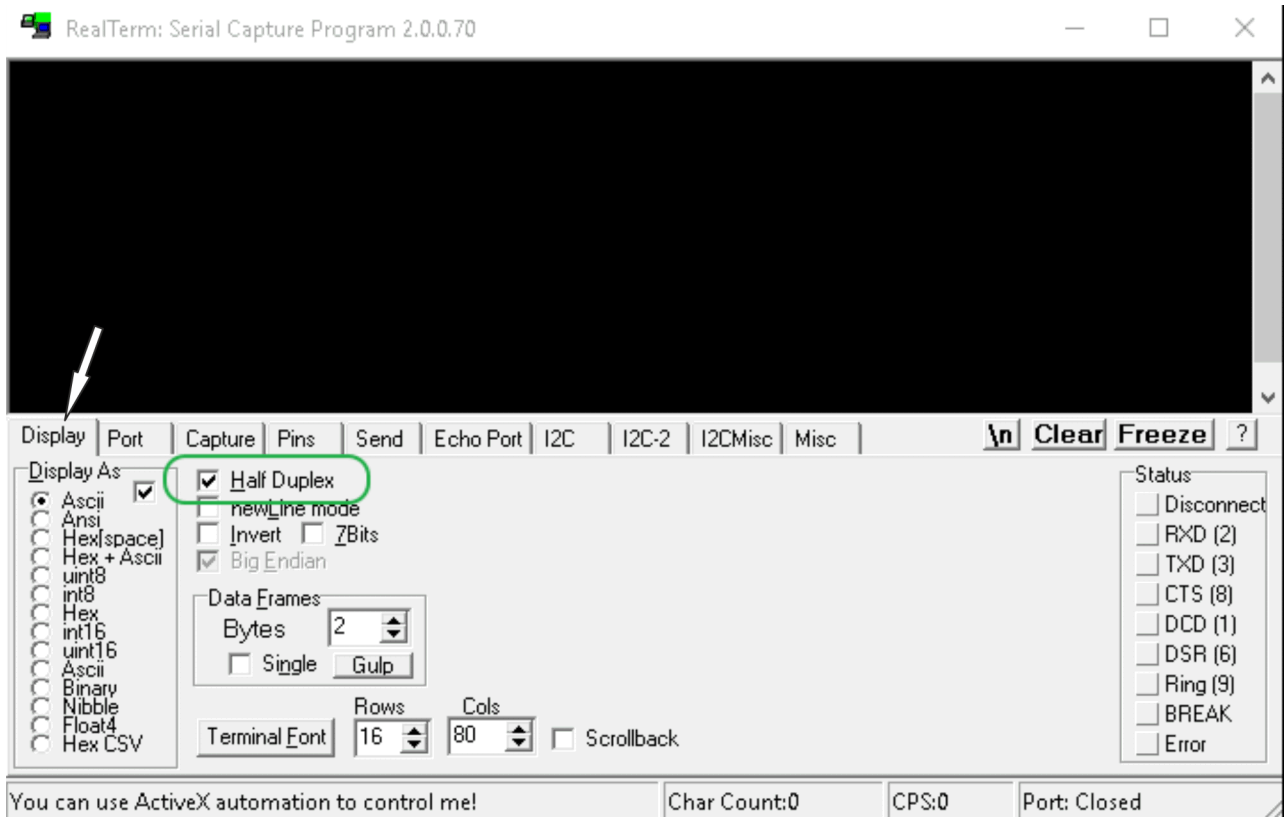 RealTerm: Serial Capture Program 2.0.0.70
Display Port Capture Pins Send Echo Port I2C I2C-2 I2CMisc Misc \n Clear Freeze ?
Display As
Ascii
Ansi
Hex[space]
Hex + Ascii
uint8
int8
Hex
int16
uint16
Ascii
Binary
Nibble
Float4
Hex CSV
Half Duplex
newLine mode
Invert 7Bits
Big Endian
Data Frames
Bytes 2
Single Gulp
Rows Cols
Terminal Font 16 80 Scrollback
Status
Disconnect
RXD (2)
TXD (3)
CTS (8)
DCD (1)
DSR (6)
Ring (9)
BREAK
Error
You can use ActiveX automation to control me! Char Count:0 CPS:0 Port: Closed